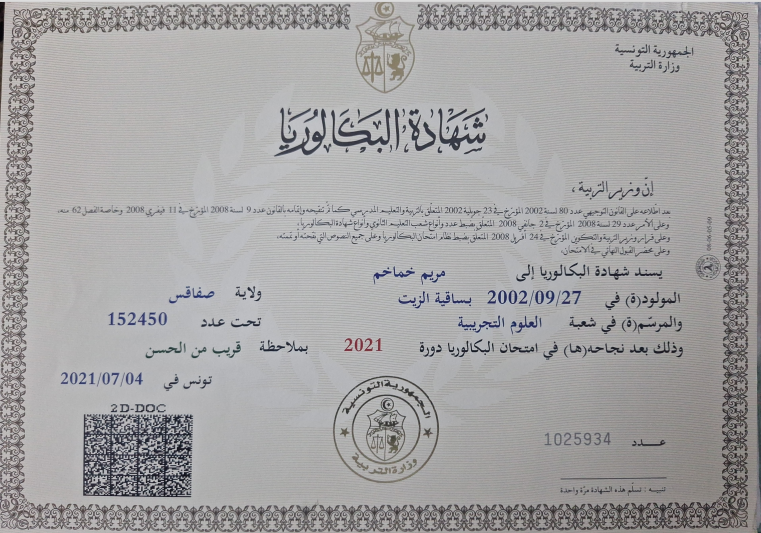 الجمهورية التونسية
وزارة التربية
شهادة البكالوريا
إنّ وزير التربية،
بعد اطلاعه على القانون التوجيهي عدد 80 لسنة 2002 المؤرخ في 23 جويلية 2002 المتعلق بالتربية والتعليم المدرسي كما تمّ تنقيحه وإتمامه بالقانون عدد 9 لسنة 2008 المؤرخ في 11 فيفري 2008 وخاصة الفصل 62 منه،
وعلى الأمر عدد 29 لسنة 2008 المؤرخ في 2 جانفي 2008 المتعلق بضبط عدد وأنواع شعب التعليم الثانوي وأنواع شهادة البكالوريا،
وعلى قرار وزير التربية والتكوين المؤرخ في 24 أفريل 2008 المتعلق بضبط نظام امتحان البكالوريا وعلى جميع النصوص التي نقحته أو تممته،
وعلى محضر القبول النهائي في الامتحان،
يسند شهادة البكالوريا إلى مريم خماخم
المولود(ة) في 2002/09/27 بساقية الزيت ولاية صفاقس
والمرسّم(ة) في شعبة العلوم التجريبية تحت عدد 152450
وذلك بعد نجاحه(ها) في امتحان البكالوريا دورة 2021 بملاحظة قريب من الحسن
تونس في 2021/07/04
2D-DOC
الجمهورية التونسية
وزارة التربية
عـــدد 1025934
تنبيه : تسلّم هذه الشهادة مرّة واحدة